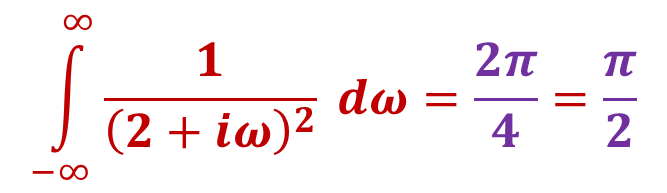 ∫_{-∞}^{∞} 1/(2 + iω)² dω = 2π/4 = π/2